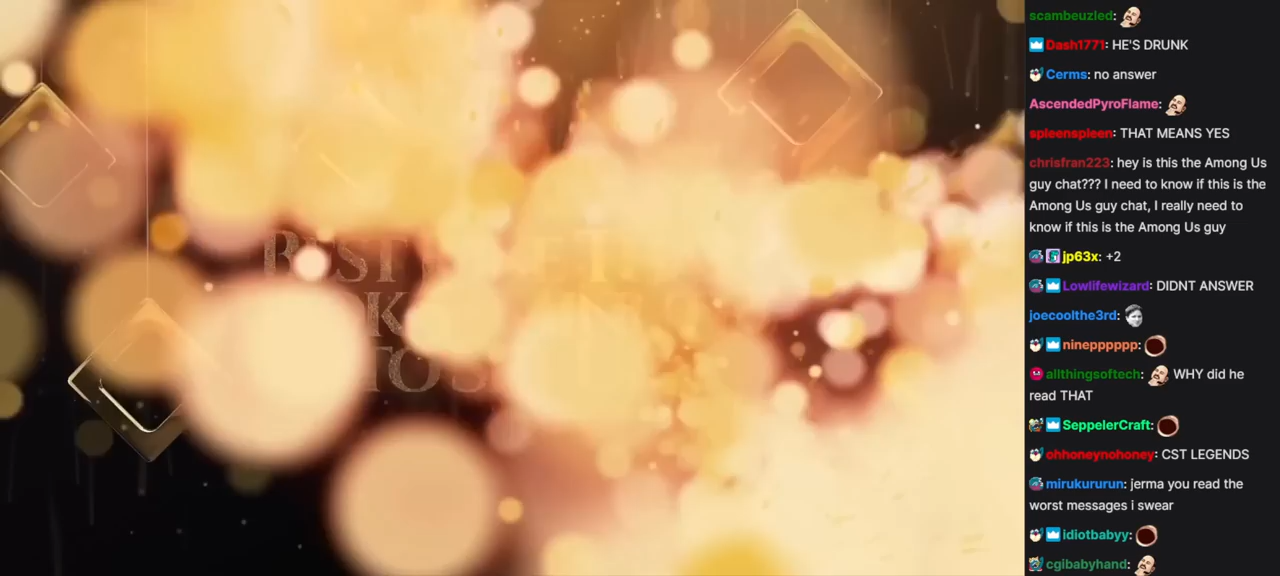 scambeuzled:
Dash1771: HE'S DRUNK
Cerms: no answer
AscendedPyroFlame:
spleenspleen: THAT MEANS YES
chrisfran223: hey is this the Among Us
guy chat??? I need to know if this is the
Among Us guy chat, I really need to
know if this is the Among Us guy
jp63x: +2
Lowlifewizard: DIDNT ANSWER
joecoolthe3rd:
ninepppppp:
allthingsoftech: WHY did he
read THAT
SeppelerCraft:
ohhoneynohoney: CST LEGENDS
mirukururun: jerma you read the
worst messages i swear
idiotbabyy:
cgibabyhand: